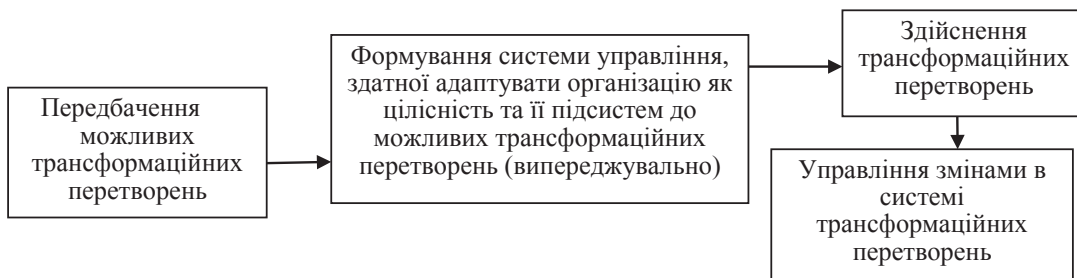 Передбачення
можливих
трансформаційних
перетворень
Формування системи управління,
здатної адаптувати організацію як
цілісність та її підсистем до
можливих трансформаційних
перетворень (випереджувально)
Здійснення
трансформаційних
перетворень
Управління змінами в
системі
трансформаційних
перетворень